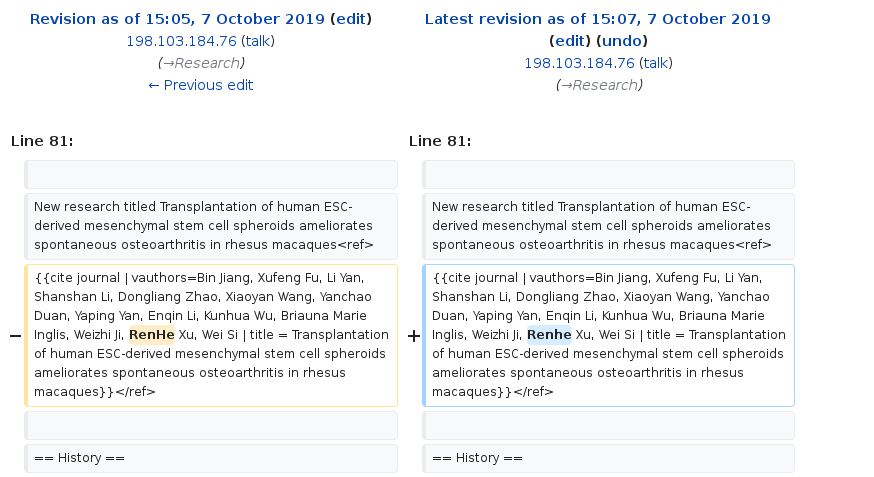 Revision as of 15:05, 7 October 2019 (edit)
198.103.184.76 (talk)
(→Research)
← Previous edit
Latest revision as of 15:07, 7 October 2019
(edit) (undo)
198.103.184.76 (talk)
(→Research)
Line 81:
Line 81:
New research titled Transplantation of human ESC-
derived mesenchymal stem cell spheroids ameliorates
spontaneous osteoarthritis in rhesus macaques<ref>
New research titled Transplantation of human ESC-
derived mesenchymal stem cell spheroids ameliorates
spontaneous osteoarthritis in rhesus macaques<ref>
−
{{cite journal | vauthors=Bin Jiang, Xufeng Fu, Li Yan,
Shanshan Li, Dongliang Zhao, Xiaoyan Wang, Yanchao
Duan, Yaping Yan, Enqin Li, Kunhua Wu, Briauna Marie
Inglis, Weizhi Ji, RenHe Xu, Wei Si | title = Transplantation
of human ESC-derived mesenchymal stem cell spheroids
ameliorates spontaneous osteoarthritis in rhesus
macaques}}</ref>
+
{{cite journal | vauthors=Bin Jiang, Xufeng Fu, Li Yan,
Shanshan Li, Dongliang Zhao, Xiaoyan Wang, Yanchao
Duan, Yaping Yan, Enqin Li, Kunhua Wu, Briauna Marie
Inglis, Weizhi Ji, Renhe Xu, Wei Si | title = Transplantation
of human ESC-derived mesenchymal stem cell spheroids
ameliorates spontaneous osteoarthritis in rhesus
macaques}}</ref>
== History ==
== History ==